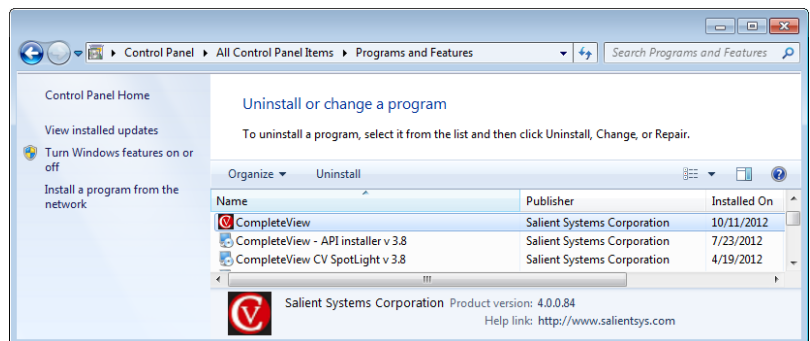 Control Panel ▸ All Control Panel Items ▸ Programs and Features
Search Programs and Features
Control Panel Home
View installed updates
Turn Windows features on or
off
Install a program from the
network
Uninstall or change a program
To uninstall a program, select it from the list and then click Uninstall, Change, or Repair.
Organize Uninstall
Name Publisher Installed On
CompleteView Salient Systems Corporation 10/11/2012
CompleteView - API installer v 3.8 Salient Systems Corporation 7/23/2012
CompleteView CV SpotLight v 3.8 Salient Systems Corporation 4/19/2012
Salient Systems Corporation Product version: 4.0.0.84
Help link: http://www.salientsys.com